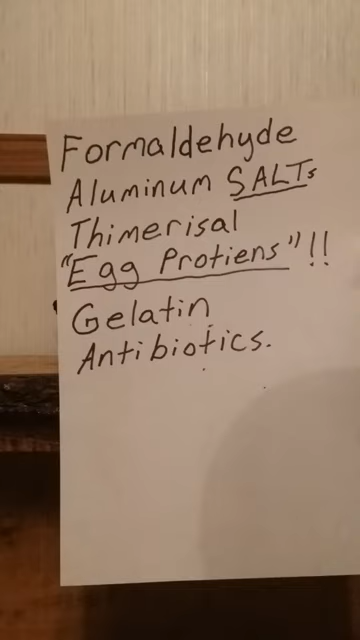 Formaldehyde
Aluminum SALTs
Thimerisal
"Egg Protiens"!!
Gelatin
Antibiotics.